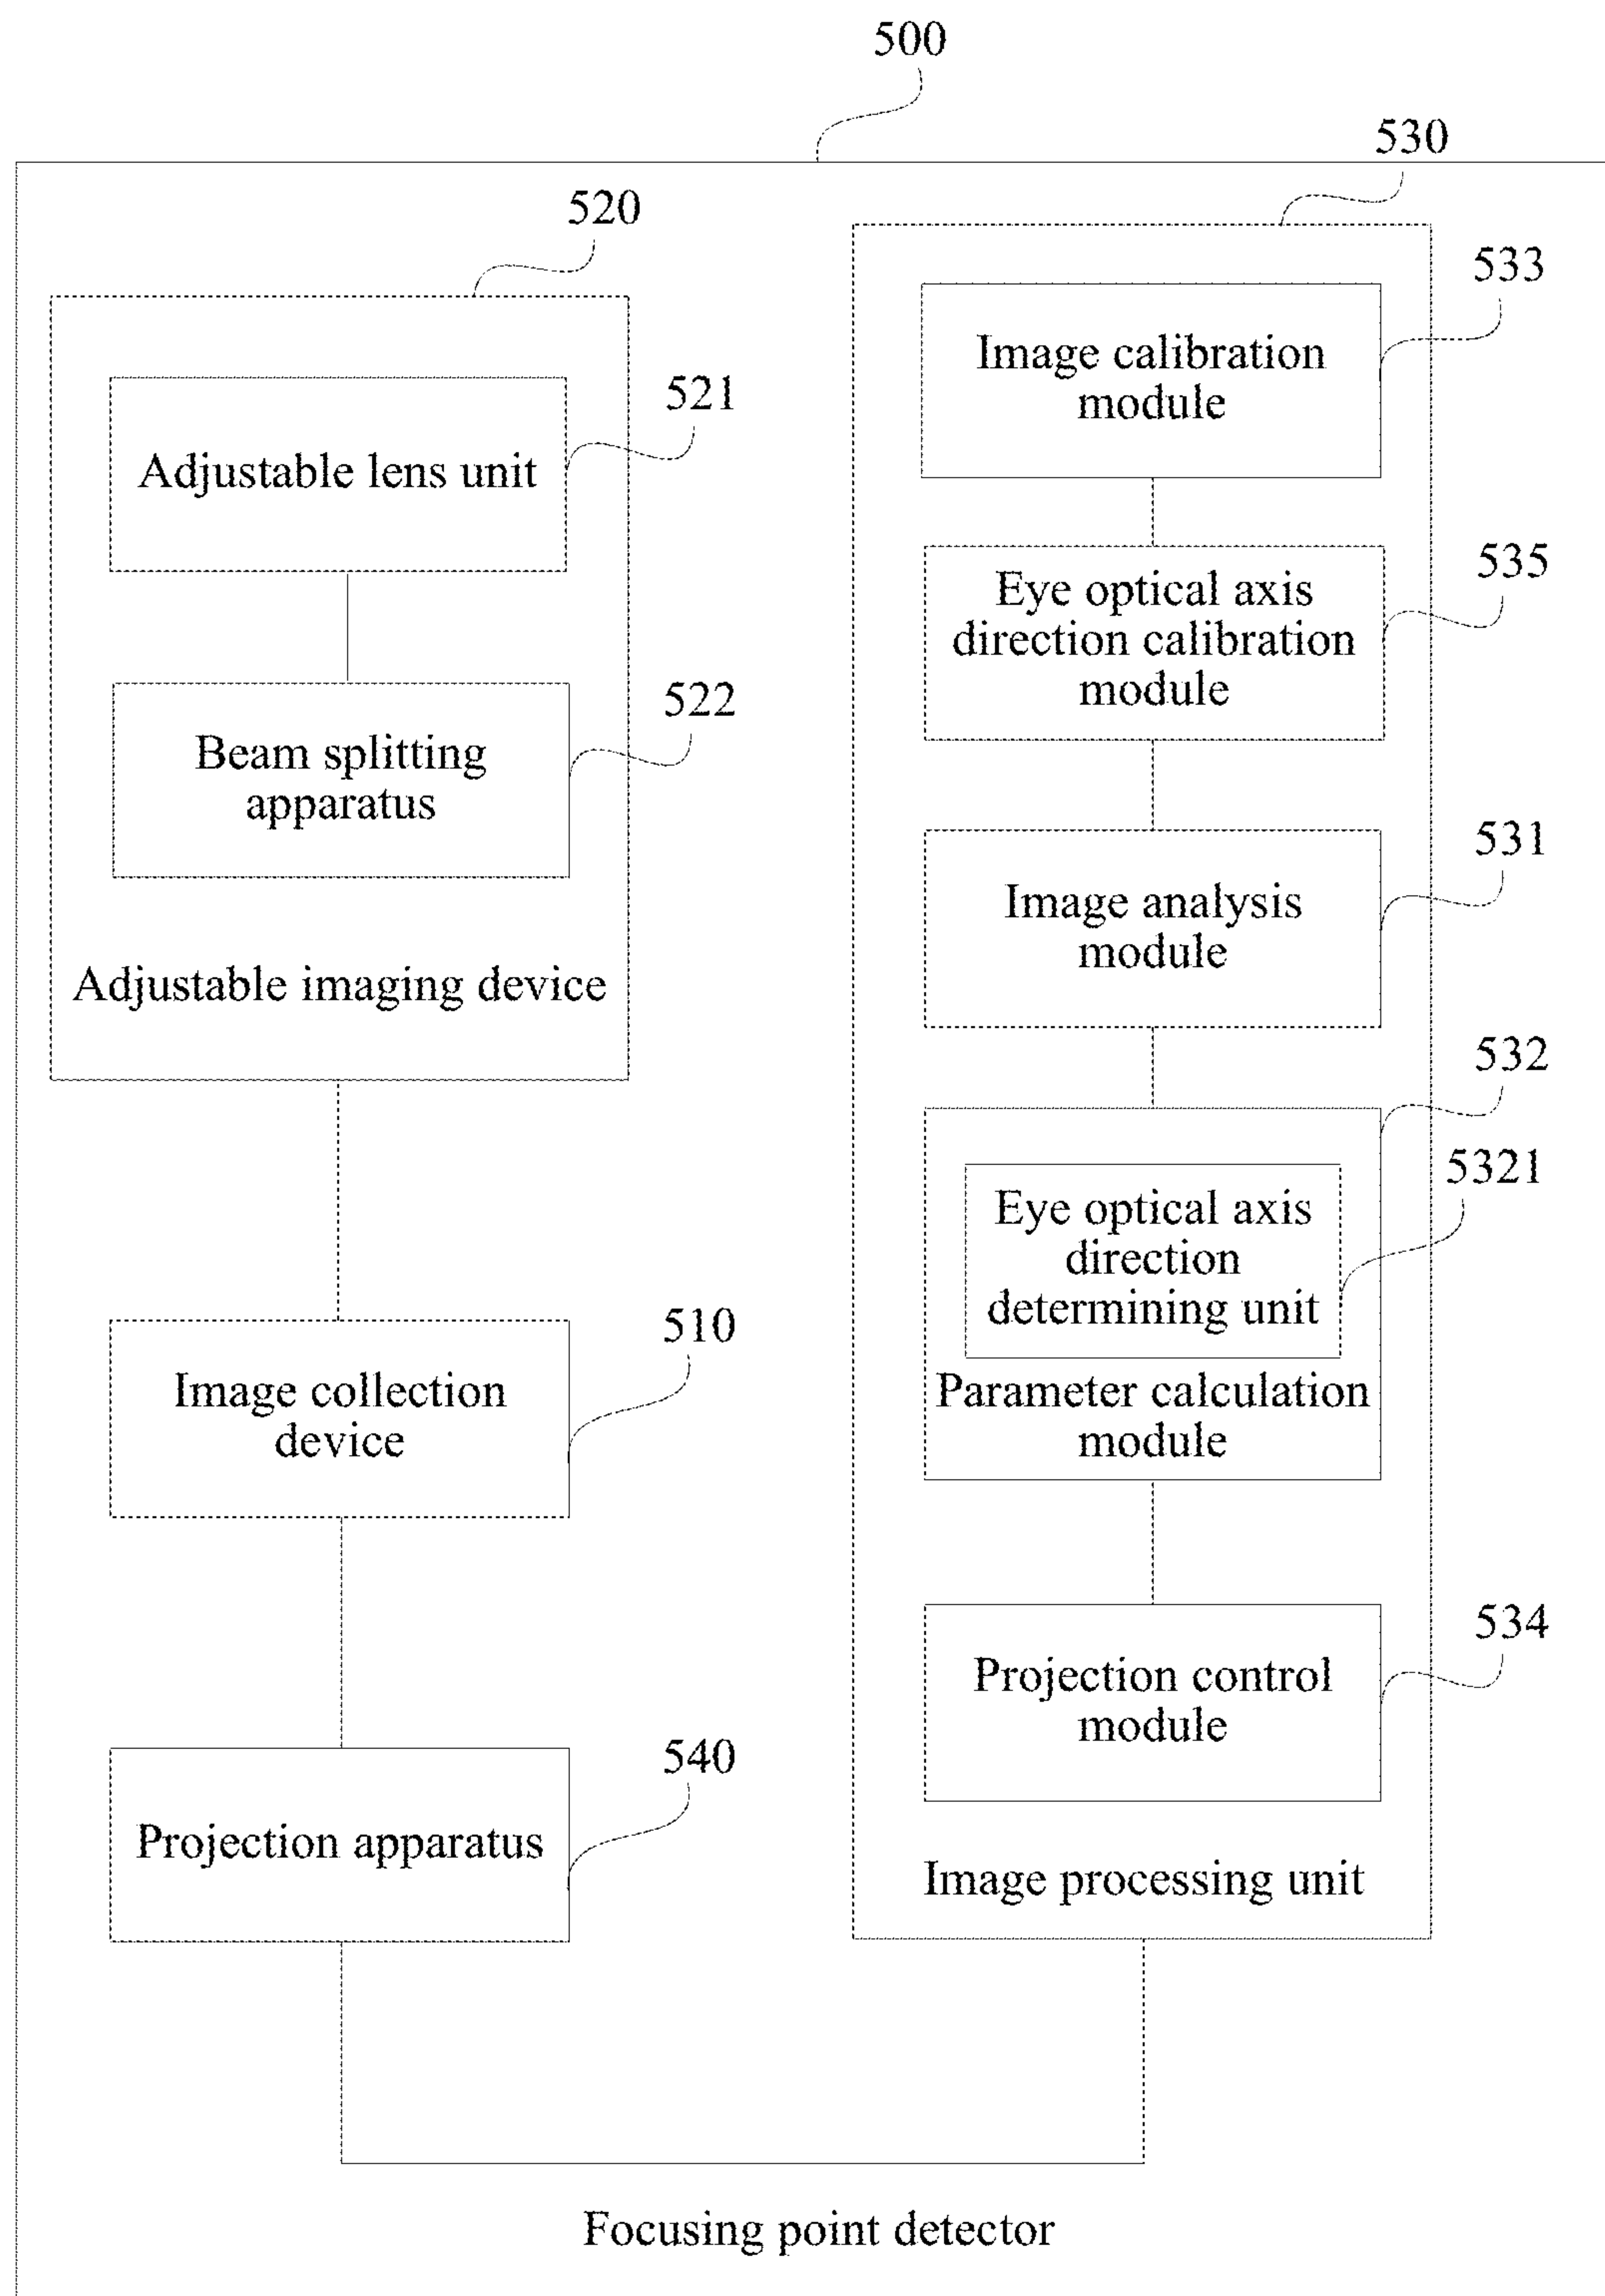 500
530
520
533
Image calibration
module
521
Adjustable lens unit
535
Eye optical axis
direction calibration
module
522
Beam splitting
apparatus
531
Image analysis
module
Adjustable imaging device
532
5321
Eye optical axis
direction
determining unit
Parameter calculation
module
510
Image collection
device
534
Projection control
module
540
Projection apparatus
Image processing unit
Focusing point detector